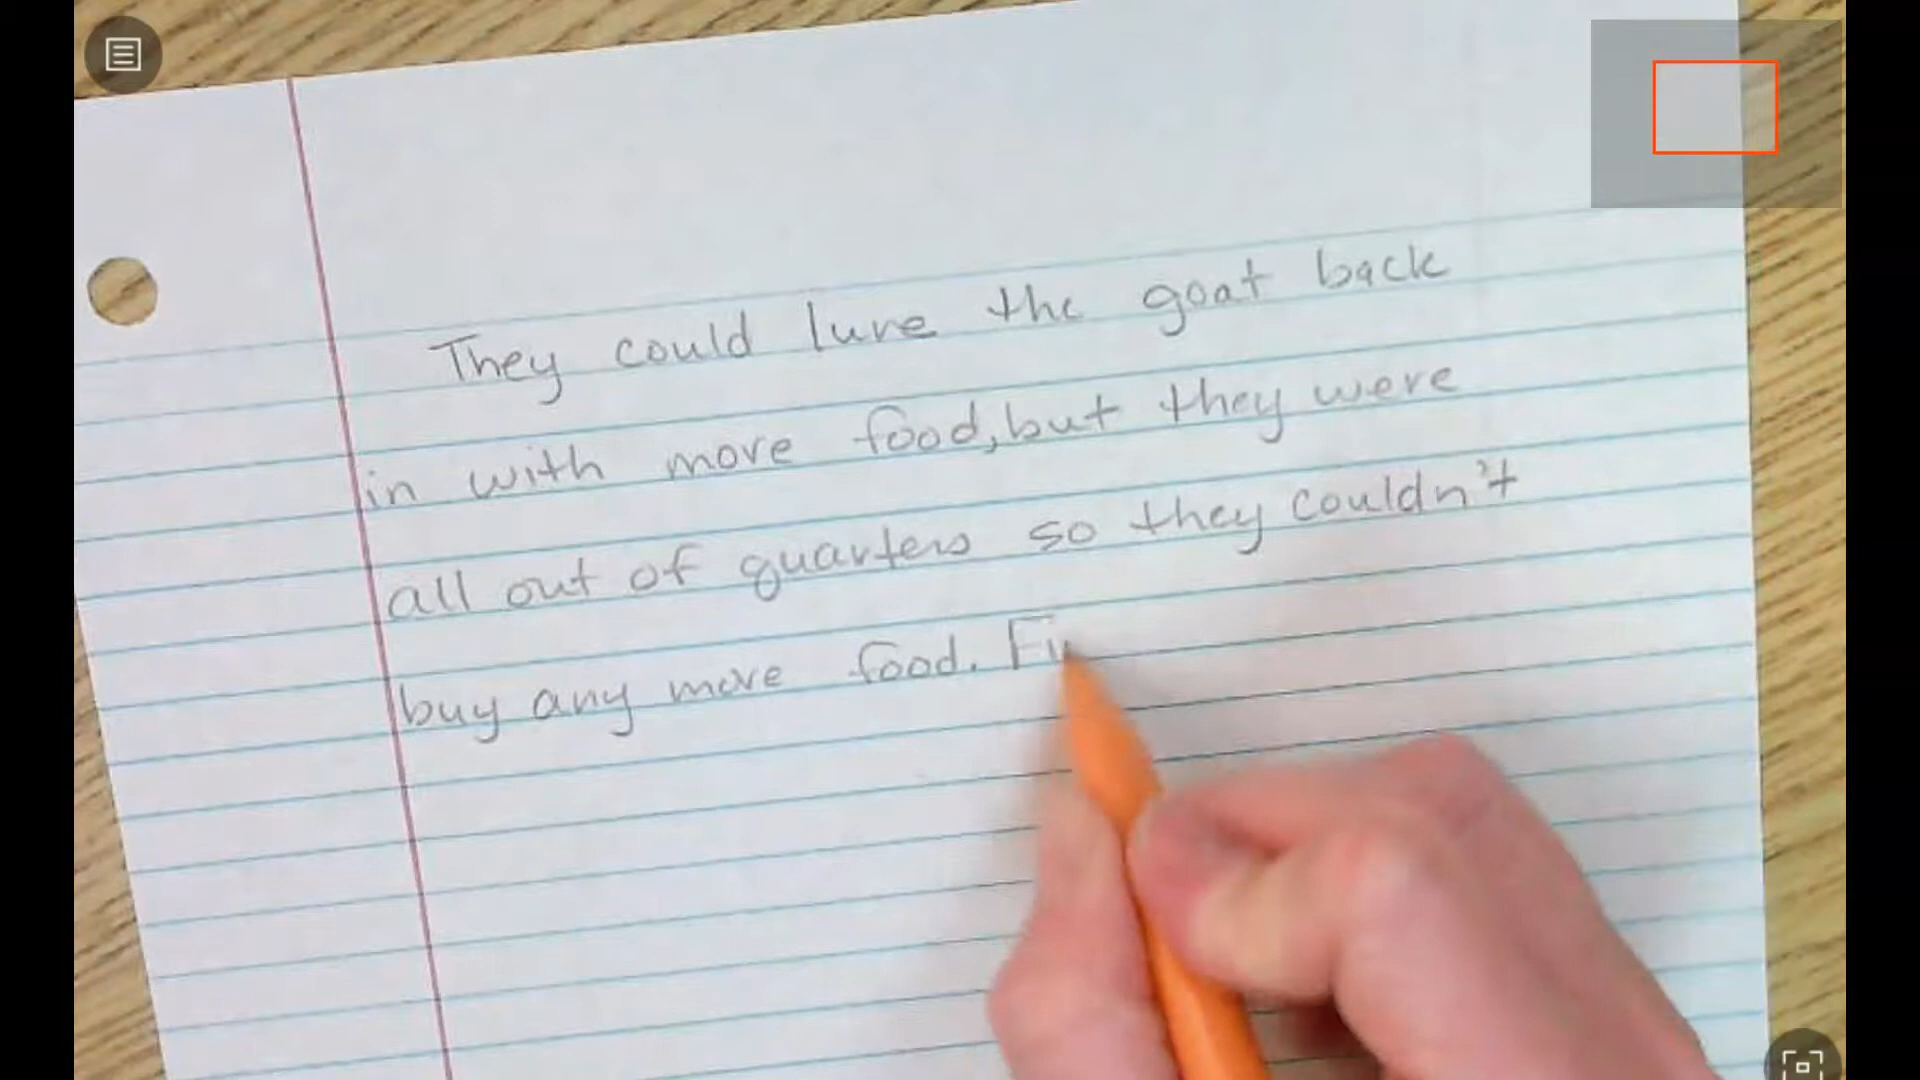 They could lure the goat back
in with more food, but they were
all out of quarters so they couldn't
buy any more food. Fi